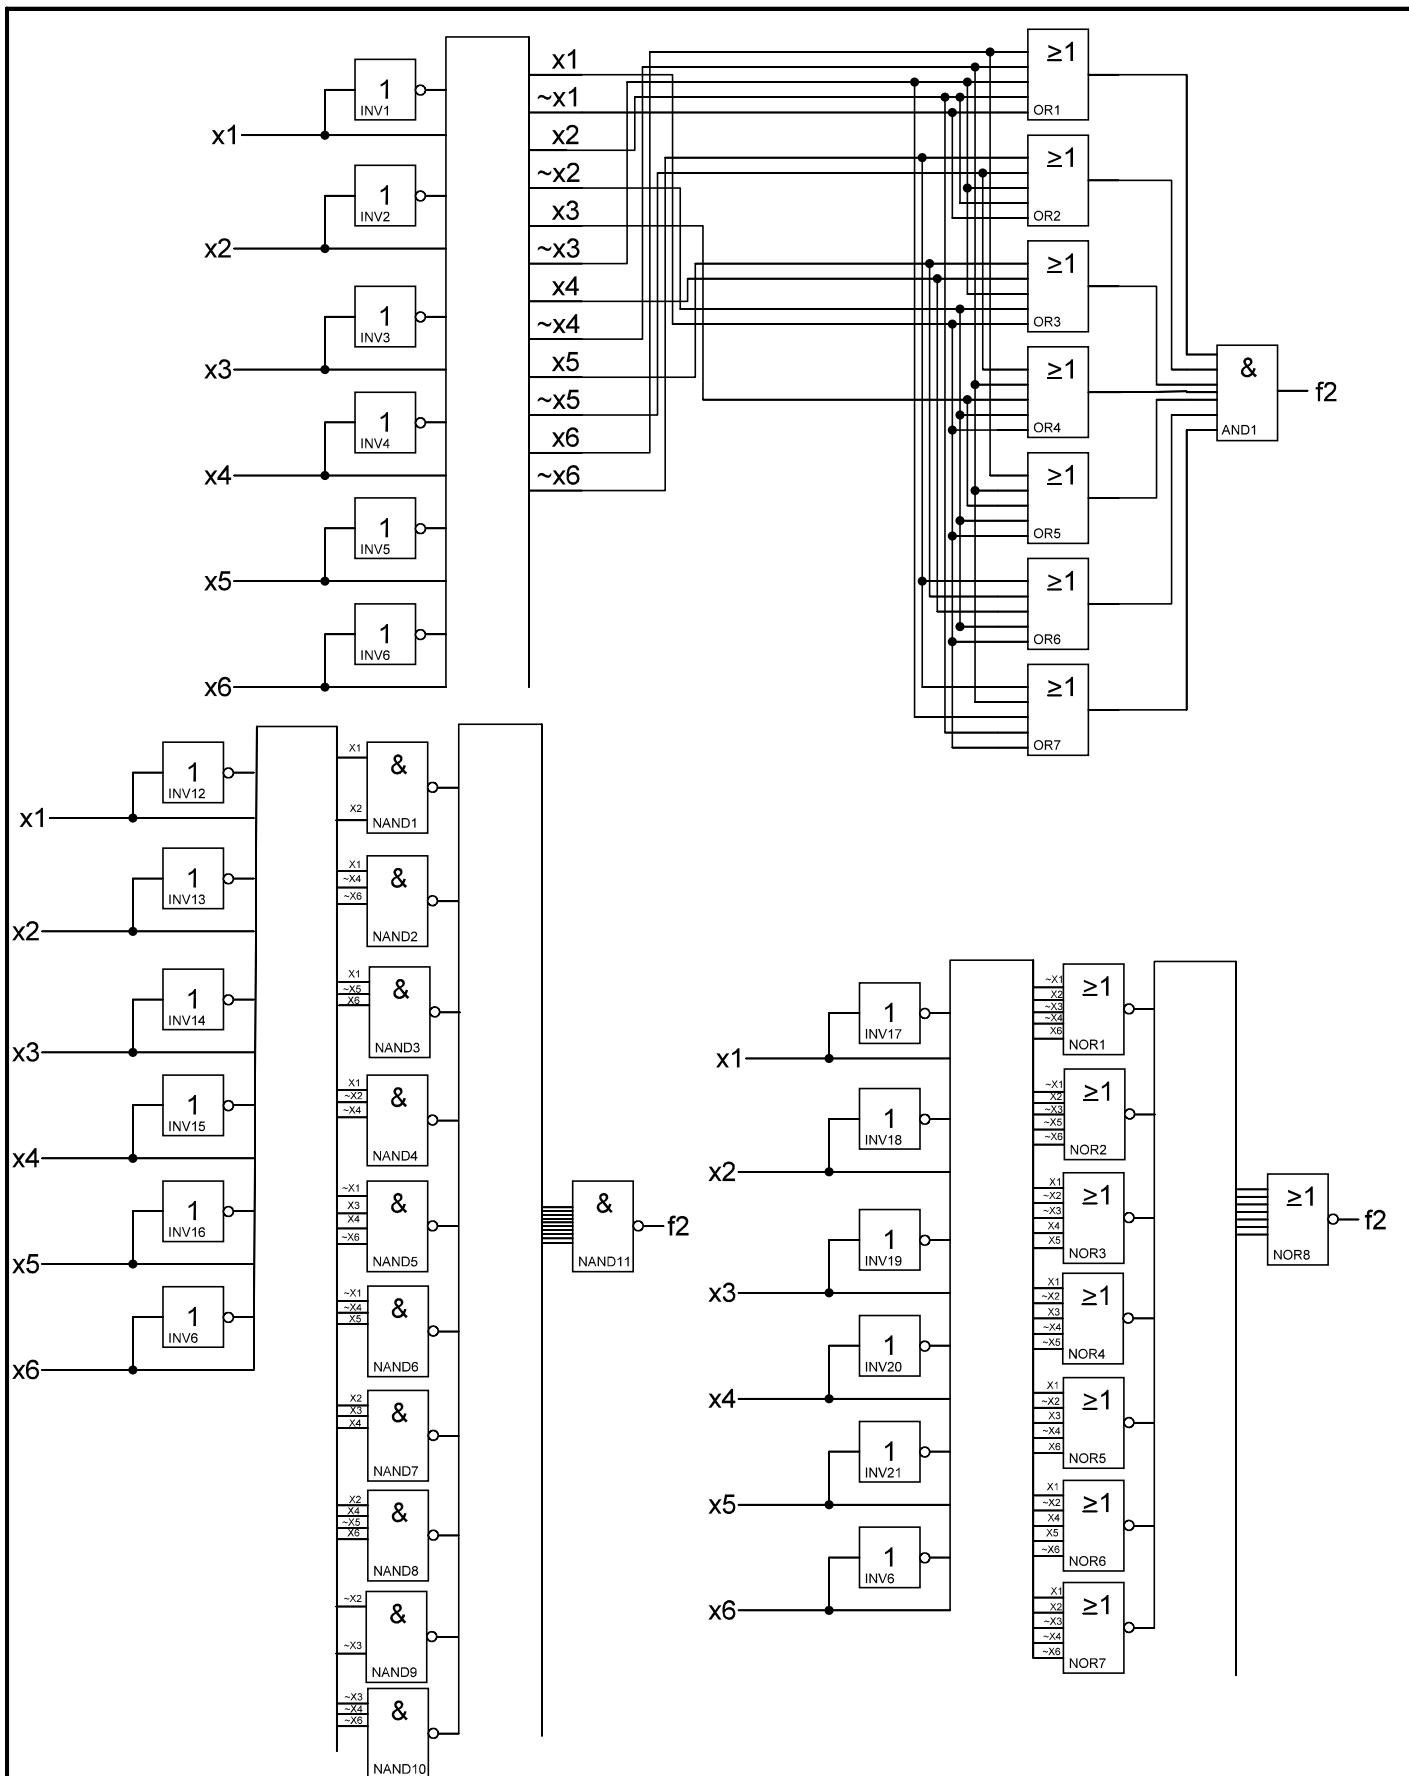 x1
1
INV1
x2
1
INV2
x3
1
INV3
x4
1
INV4
x5
1
INV5
x6
1
INV6
x1
~x1
x2
~x2
x3
~x3
x4
~x4
x5
~x5
x6
~x6
≥1
OR1
≥1
OR2
≥1
OR3
≥1
OR4
≥1
OR5
≥1
OR6
≥1
OR7
&
AND1
f2
x1
1
INV12
x2
1
INV13
x3
1
INV14
x4
1
INV15
x5
1
INV16
x6
1
INV6
X1
X2
&
NAND1
X1
~X4
~X6
&
NAND2
X1
~X5
X6
&
NAND3
X1
~X2
~X4
&
NAND4
~X1
X3
X4
~X6
&
NAND5
~X1
~X4
X5
&
NAND6
X2
X3
X4
&
NAND7
X2
X4
~X5
X6
&
NAND8
~X2
~X3
&
NAND9
~X3
~X4
~X6
&
NAND10
&
NAND11
f2
x1
1
INV17
x2
1
INV18
x3
1
INV19
x4
1
INV20
x5
1
INV21
x6
1
INV6
~X1
X2
~X3
~X4
X6
≥1
NOR1
~X1
X2
~X3
~X5
~X6
≥1
NOR2
X1
~X2
~X3
X4
X5
≥1
NOR3
X1
~X2
X3
~X4
~X5
≥1
NOR4
X1
~X2
X3
~X4
X6
≥1
NOR5
X1
~X2
X4
X5
~X6
≥1
NOR6
X1
X2
~X3
~X4
~X6
≥1
NOR7
≥1
NOR8
f2